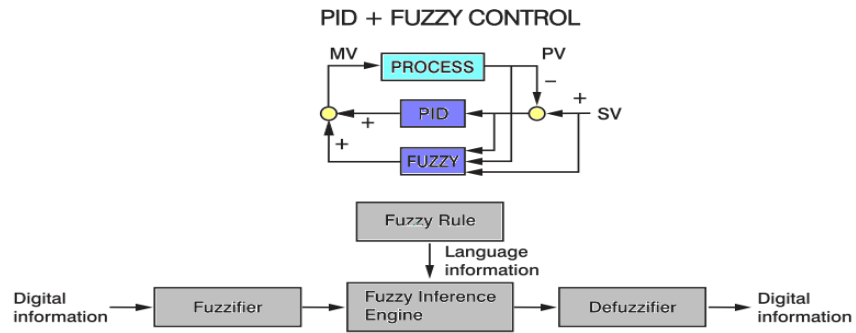 PID + FUZZY CONTROL
MV
PV
PROCESS
−
+
SV
PID
+
+
FUZZY
Fuzzy Rule
Language
information
Digital
information
Fuzzifier
Fuzzy Inference
Engine
Defuzzifier
Digital
information